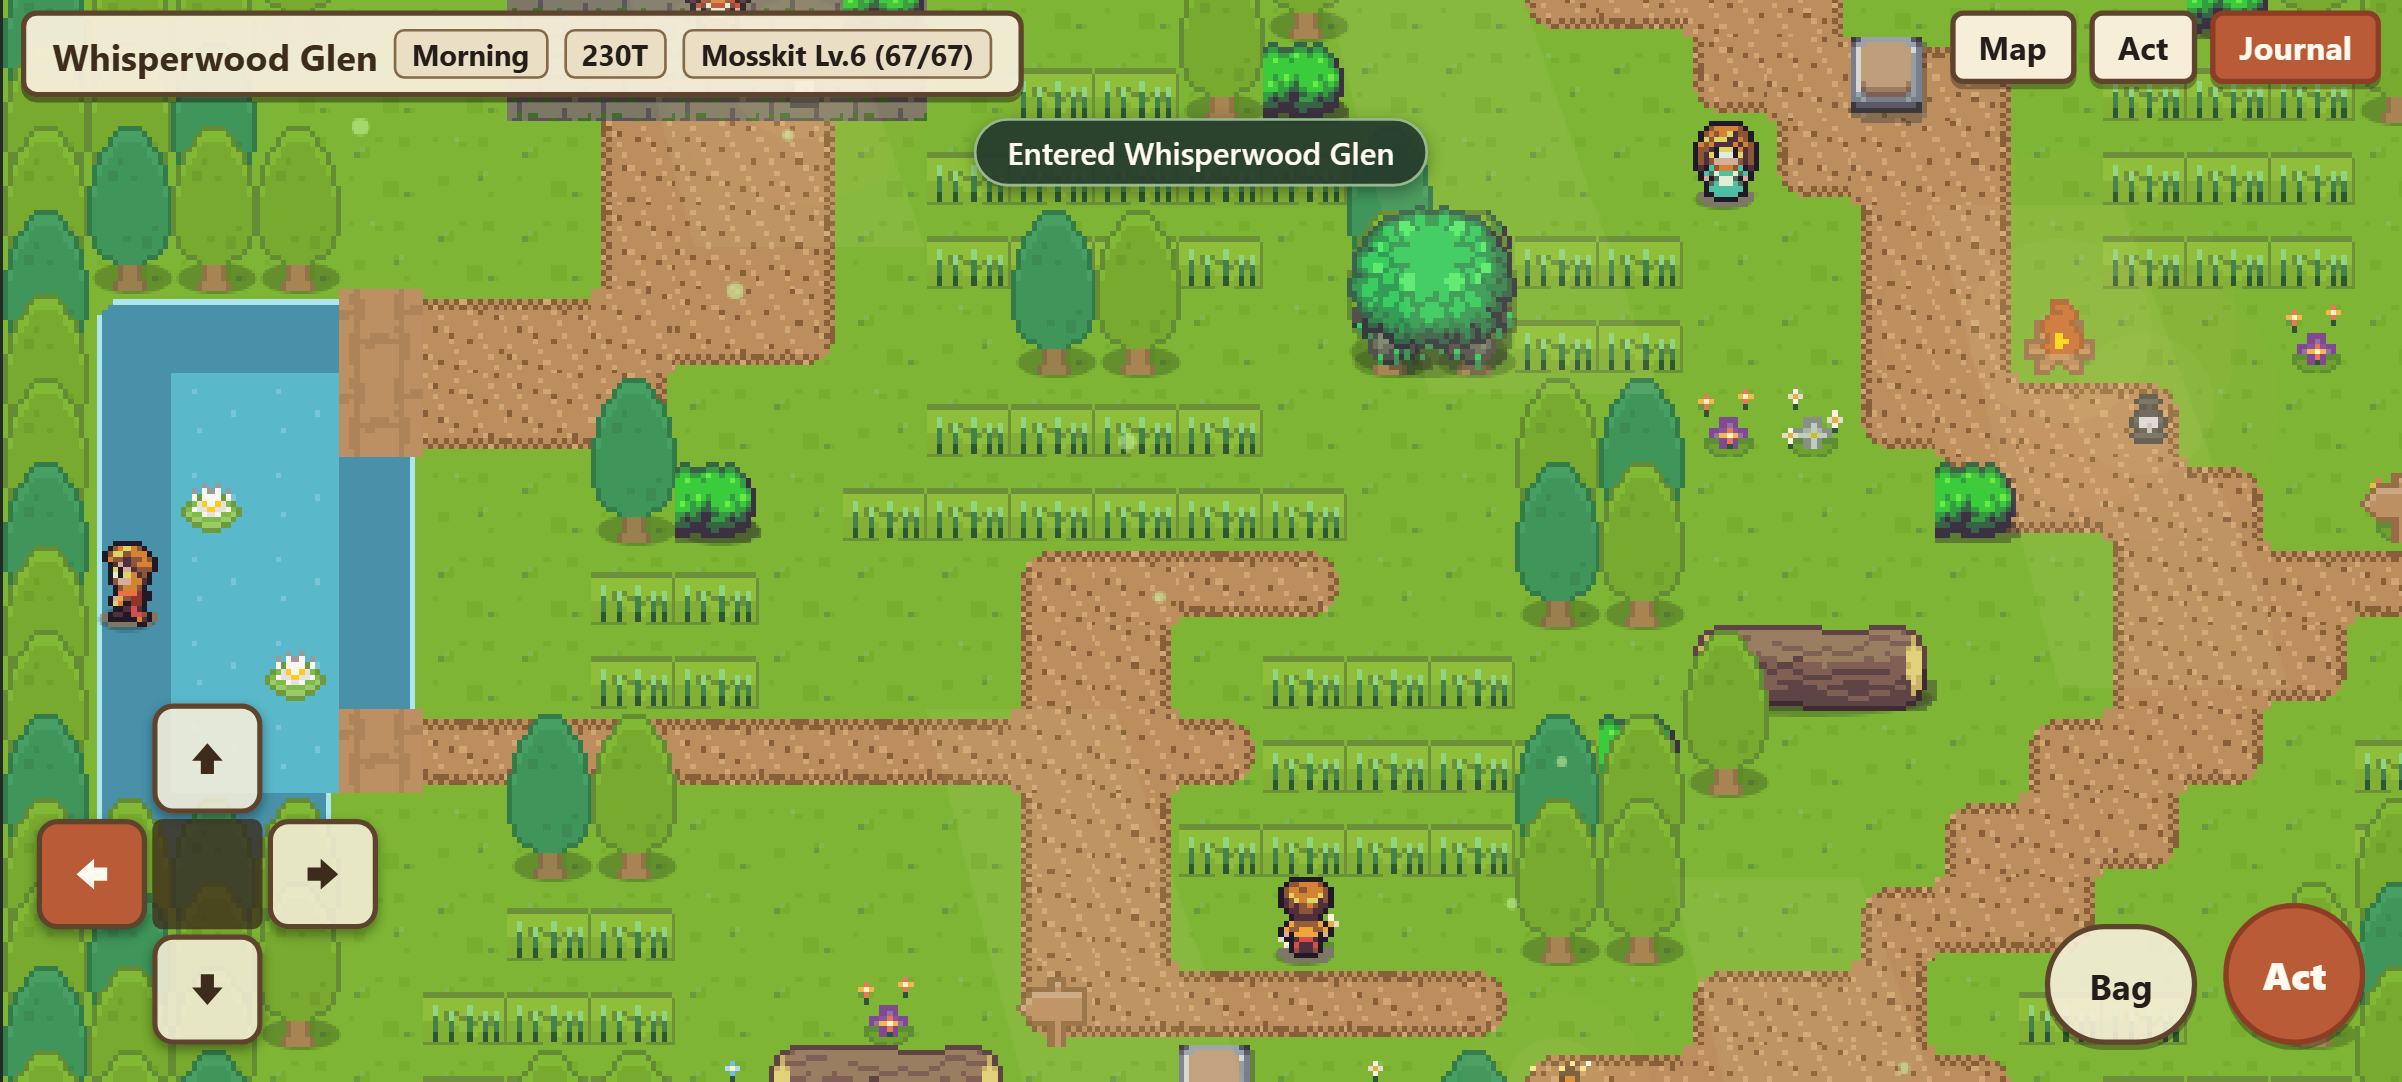 Whisperwood Glen
Morning
230T
Mosskit Lv.6 (67/67)
Map
Act
Journal
Entered Whisperwood Glen
Bag
Act